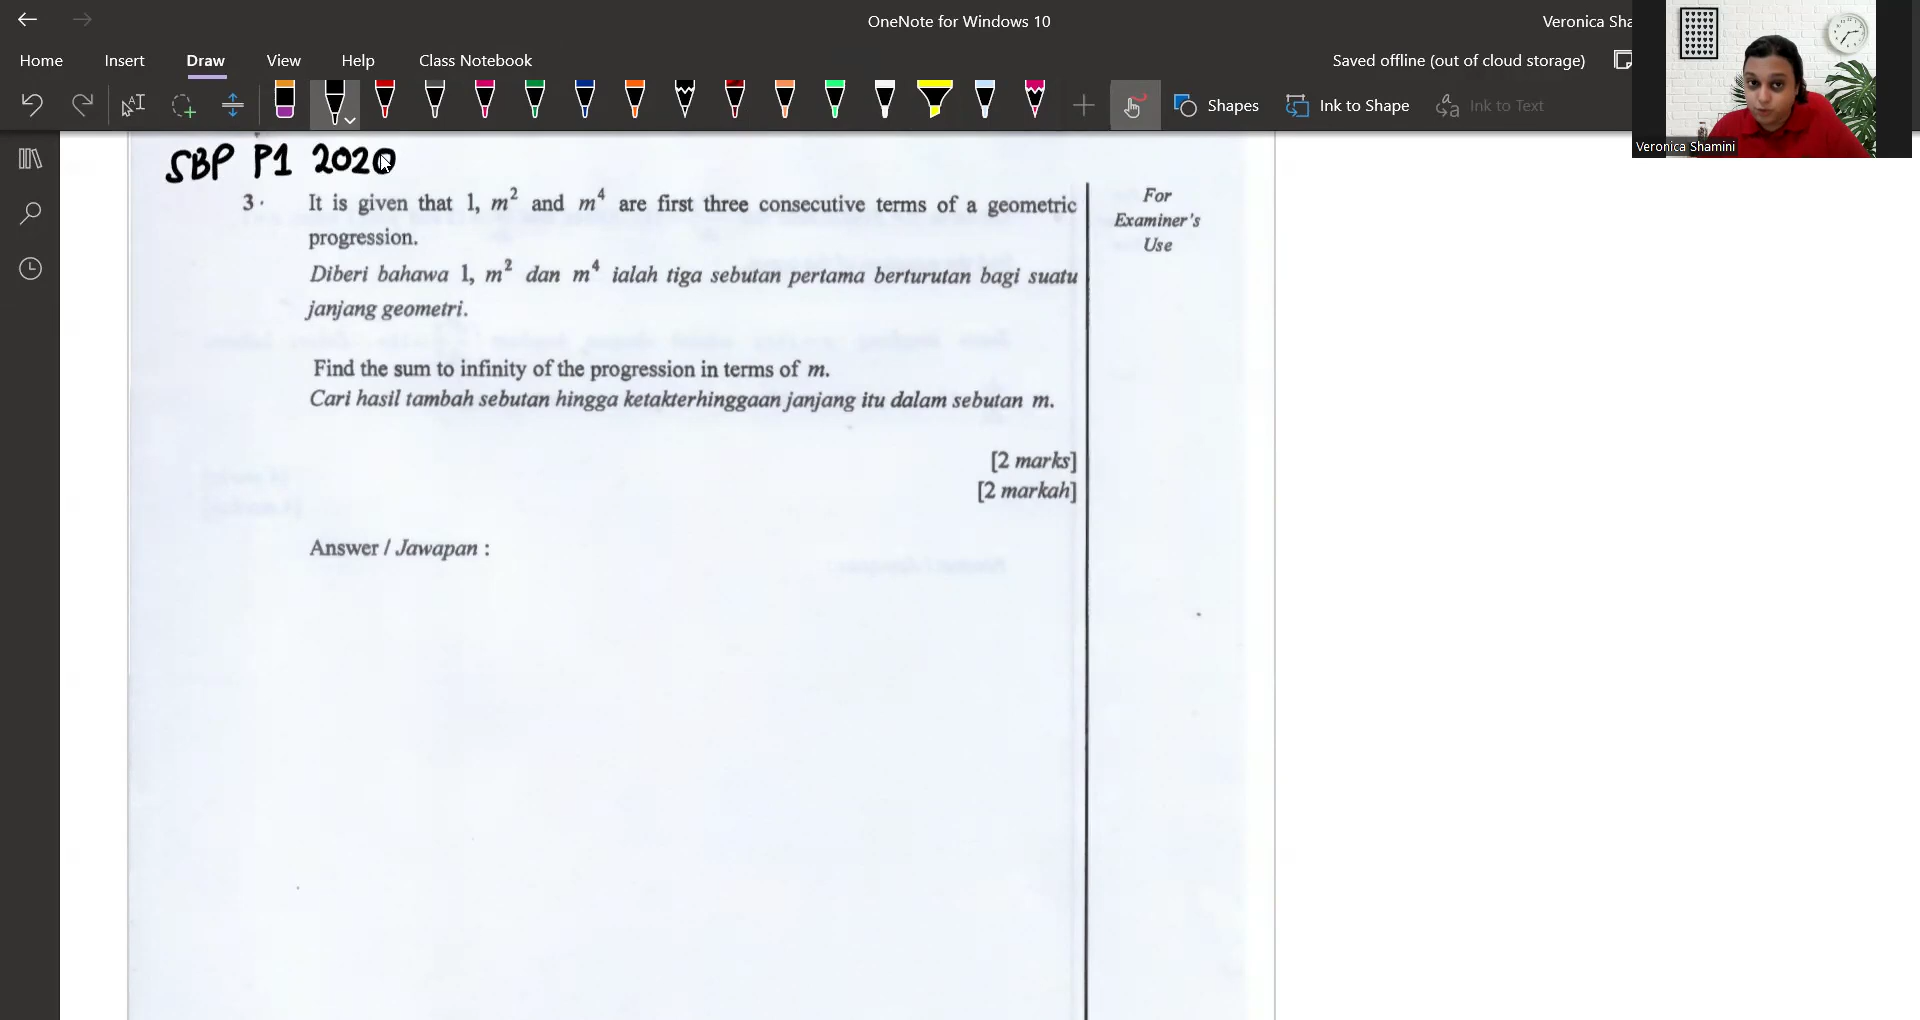 OneNote for Windows 10
Veronica Sha
Home Insert Draw View Help Class Notebook
Saved offline (out of cloud storage)
Shapes Ink to Shape Ink to Text
Veronica Shamini
SBP P1 2020
3. It is given that 1, m² and m⁴ are first three consecutive terms of a geometric
progression.
Diberi bahawa 1, m² dan m⁴ ialah tiga sebutan pertama berturutan bagi suatu
janjang geometri.
Find the sum to infinity of the progression in terms of m.
Cari hasil tambah sebutan hingga ketakterhinggaan janjang itu dalam sebutan m.
[2 marks]
[2 markah]
Answer / Jawapan :
For
Examiner's
Use